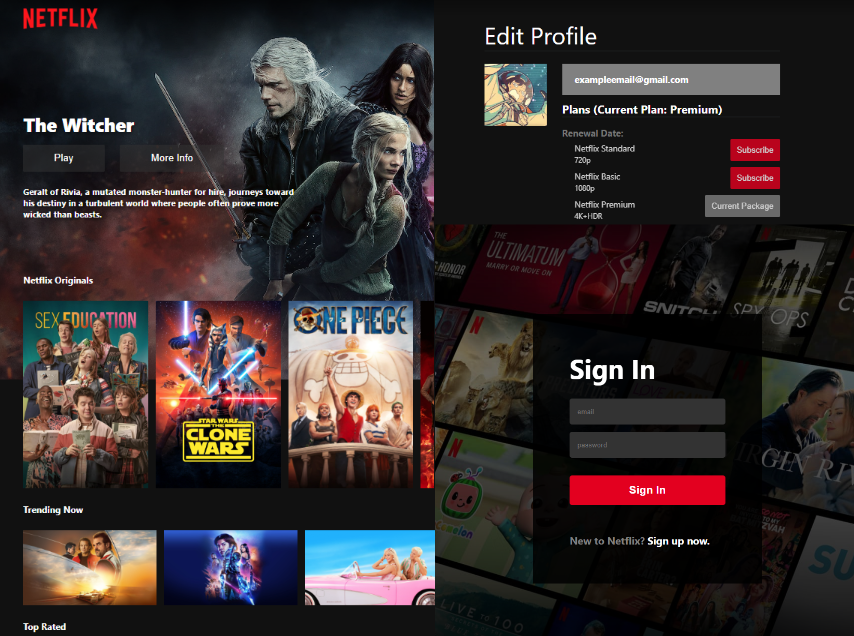 NETFLIX
The Witcher
Play
More Info
Geralt of Rivia, a mutated monster-hunter for hire, journeys toward
his destiny in a turbulent world where people often prove more
wicked than beasts.
Netflix Originals
SEX EDUCATION
STAR WARS
THE
CLONE
WARS
ONE PIECE
Trending Now
Top Rated
Edit Profile
exampleemail@gmail.com
Plans (Current Plan: Premium)
Renewal Date:
Netflix Standard
720p
Subscribe
Netflix Basic
1080p
Subscribe
Netflix Premium
4K+HDR
Current Package
HONOR
THE
ULTIMATUM
MARRY OR MOVE ON
SNITCH
SPY OPS
N
Sign In
email
password
Sign In
New to Netflix? Sign up now.
VIRGIN RIV
N
LIVE TO 100
MITZVAH
SU